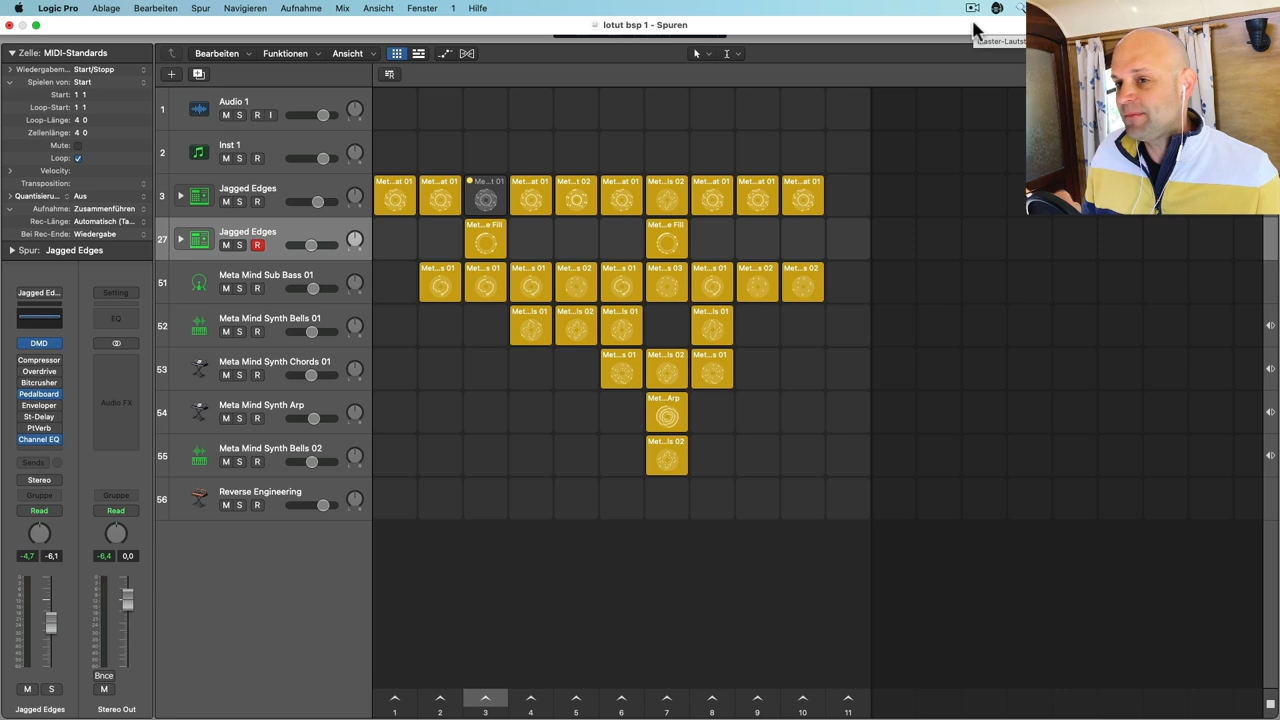 Logic Pro Ablage Bearbeiten Spur Navigieren Aufnahme Mix Ansicht Fenster 1 Hilfe
lotut bsp 1 - Spuren
Zelle: MIDI-Standards
Bearbeiten Funktionen Ansicht
Wiedergabem... Start/Stopp
Spielen von: Start
Start: 1 1
Loop-Start: 1 1
Loop-Länge: 4 0
Zellenlänge: 4 0
Mute:
Loop:
Velocity:
Transposition:
Quantisieru... Aus
Aufnahme: Zusammenführen
Rec-Länge: Automatisch (Ta...
Bei Rec-Ende: Wiedergabe
Spur: Jagged Edges
Jagged Ed... Setting
EQ
DMD
Compressor
Overdrive
Bitcrusher
Pedalboard
Enveloper
St-Delay
PtVerb
Channel EQ
Audio FX
Sends
Stereo
Gruppe Gruppe
Read Read
-4,7 -6,1 -6,4 0,0
Bnce
M S M
Jagged Edges Stereo Out
1 Audio 1
M S R I
2 Inst 1
M S R
3 Jagged Edges
M S R
Met...at 01 Met...at 01 Me...t 01 Met...at 01 Met...t 02 Met...at 01 Met...ls 02 Met...at 01 Met...at 01 Met...at 01
27 Jagged Edges
M S R
Met...e Fill Met...e Fill
51 Meta Mind Sub Bass 01
M S R
Met...s 01 Met...s 01 Met...s 01 Met...s 02 Met...s 01 Met...s 03 Met...s 01 Met...s 02 Met...s 02
52 Meta Mind Synth Bells 01
M S R
Met...ls 01 Met...ls 02 Met...ls 01 Met...ls 01
53 Meta Mind Synth Chords 01
M S R
Met...s 01 Met...ls 02 Met...s 01
54 Meta Mind Synth Arp
M S R
Met...Arp
55 Meta Mind Synth Bells 02
M S R
Met...ls 02
56 Reverse Engineering
M S R
1 2 3 4 5 6 7 8 9 10 11